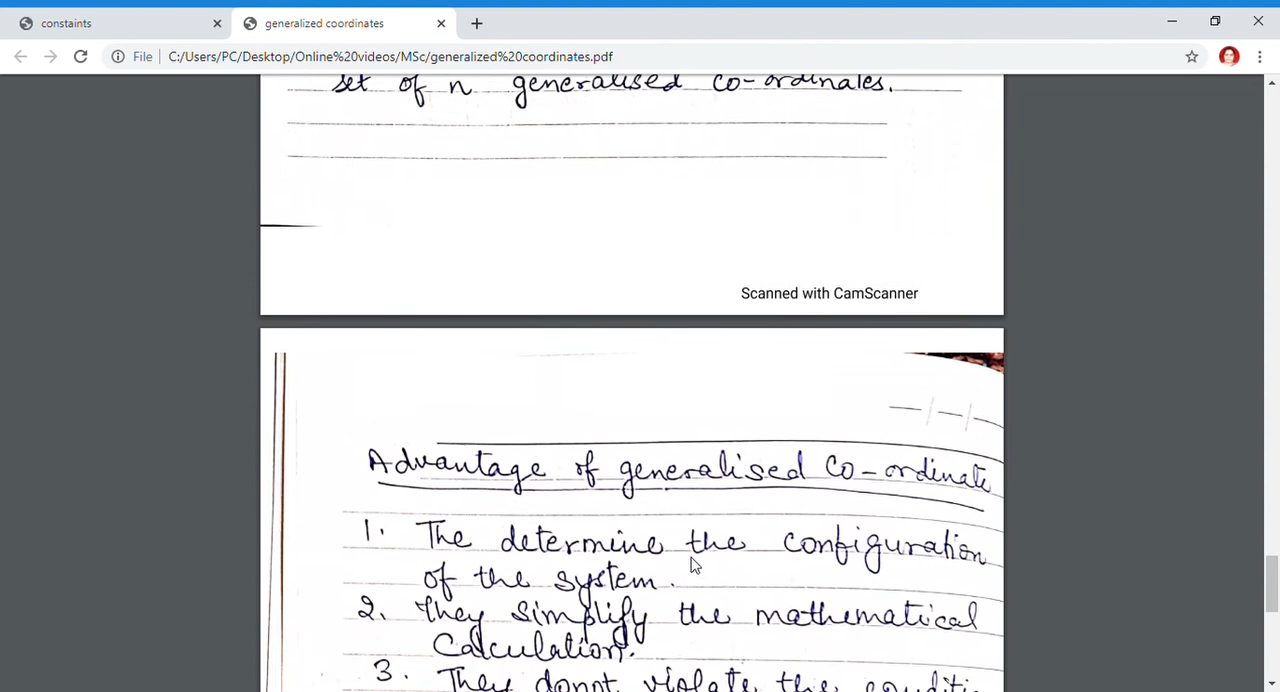 constaints
generalized coordinates
File
C:/Users/PC/Desktop/Online%20videos/MSc/generalized%20coordinates.pdf
set of n generalised co-ordinates.
Scanned with CamScanner
Advantage of generalised co-ordinate
1. The determine the configuration
of the system.
2. They simplify the mathematical
Calculation.
3. They donot violate the conditi